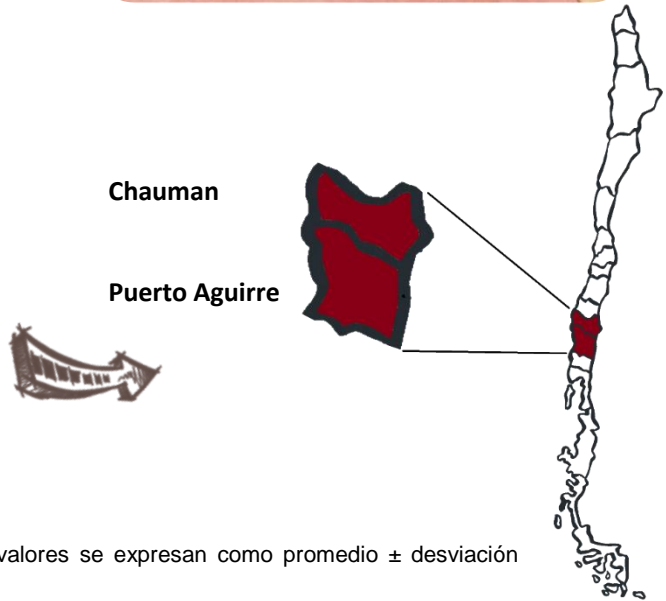 Chauman
Puerto Aguirre
valores se expresan como promedio ± desviación